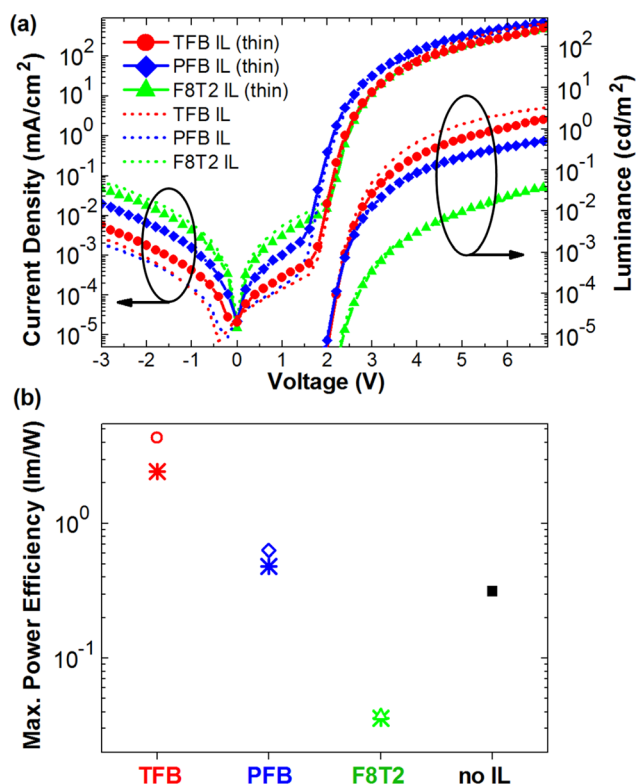 (a)
TFB IL (thin)
PFB IL (thin)
F8T2 IL (thin)
TFB IL
PFB IL
F8T2 IL
Current Density (mA/cm²)
10²
10¹
10⁰
10⁻¹
10⁻²
10⁻³
10⁻⁴
10⁻⁵
Luminance (cd/m²)
10²
10¹
10⁰
10⁻¹
10⁻²
10⁻³
10⁻⁴
10⁻⁵
-3 -2 -1 0 1 2 3 4 5 6
Voltage (V)
(b)
Max. Power Efficiency (lm/W)
10⁰
10⁻¹
TFB PFB F8T2 no IL